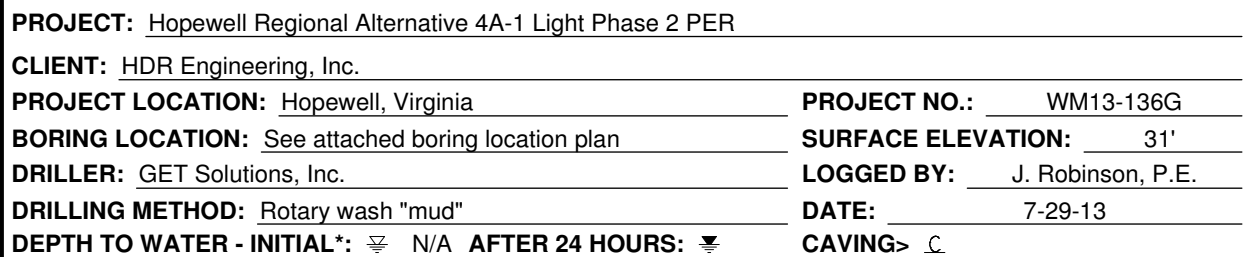 PROJECT: Hopewell Regional Alternative 4A-1 Light Phase 2 PER
CLIENT: HDR Engineering, Inc.
PROJECT LOCATION: Hopewell, Virginia PROJECT NO.: WM13-136G
BORING LOCATION: See attached boring location plan SURFACE ELEVATION: 31'
DRILLER: GET Solutions, Inc. LOGGED BY: J. Robinson, P.E.
DRILLING METHOD: Rotary wash "mud" DATE: 7-29-13
DEPTH TO WATER - INITIAL*: N/A AFTER 24 HOURS: CAVING> C